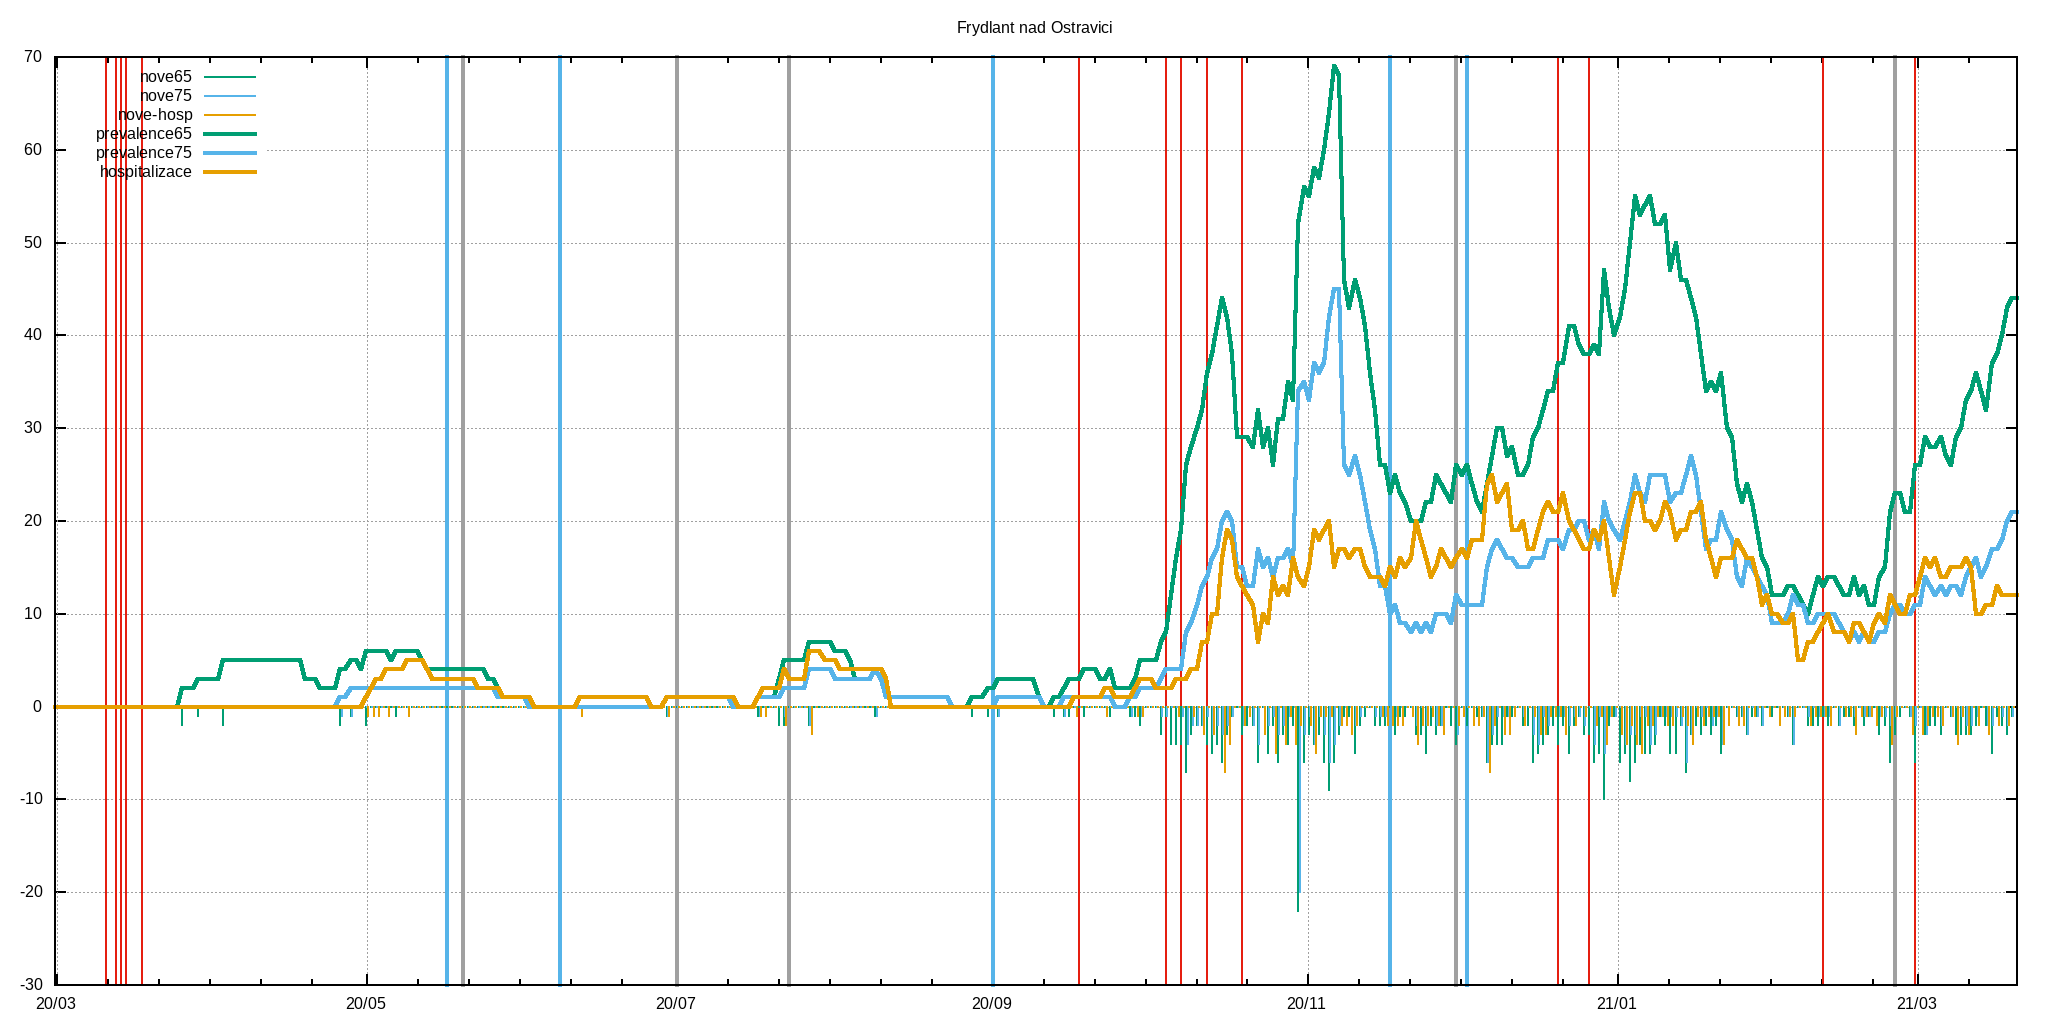 Frydlant nad Ostravici
70
60
50
40
30
20
10
0
-10
-20
-30
nove65
nove75
nove-hosp
prevalence65
prevalence75
hospitalizace
20/03 20/05 20/07 20/09 20/11 21/01 21/03